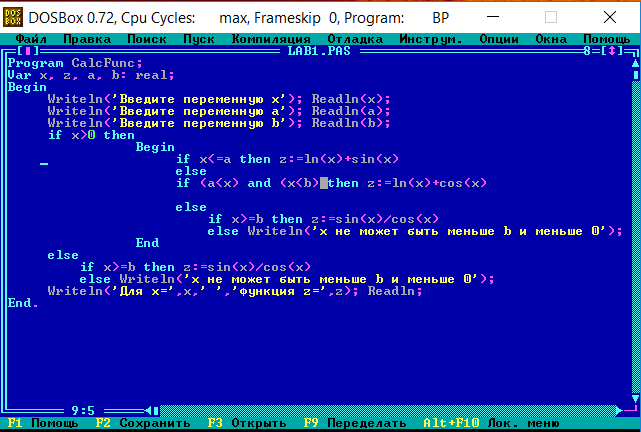 DOSBox 0.72, Cpu Cycles: max, Frameskip 0, Program: BP
Файл Правка Поиск Пуск Компиляция Отладка Инструм. Опции Окна Помощь
LAB1.PAS 8=[↕]
Program CalcFunc;
Var x, z, a, b: real;
Begin
Writeln('Введите переменную x'); Readln(x);
Writeln('Введите переменную a'); Readln(a);
Writeln('Введите переменную b'); Readln(b);
if x>0 then
Begin
if x<=a then z:=ln(x)+sin(x)
else
if (a<x) and (x<b) then z:=ln(x)+cos(x)
else
if x>=b then z:=sin(x)/cos(x)
else Writeln('x не может быть меньше b и меньше 0');
End
else
if x>=b then z:=sin(x)/cos(x)
else Writeln('x не может быть меньше b и меньше 0');
Writeln('Для x=',x,' ','функция z=',z); Readln;
End.
9:5
F1 Помощь F2 Сохранить F3 Открыть F9 Переделать Alt+F10 Лок. меню